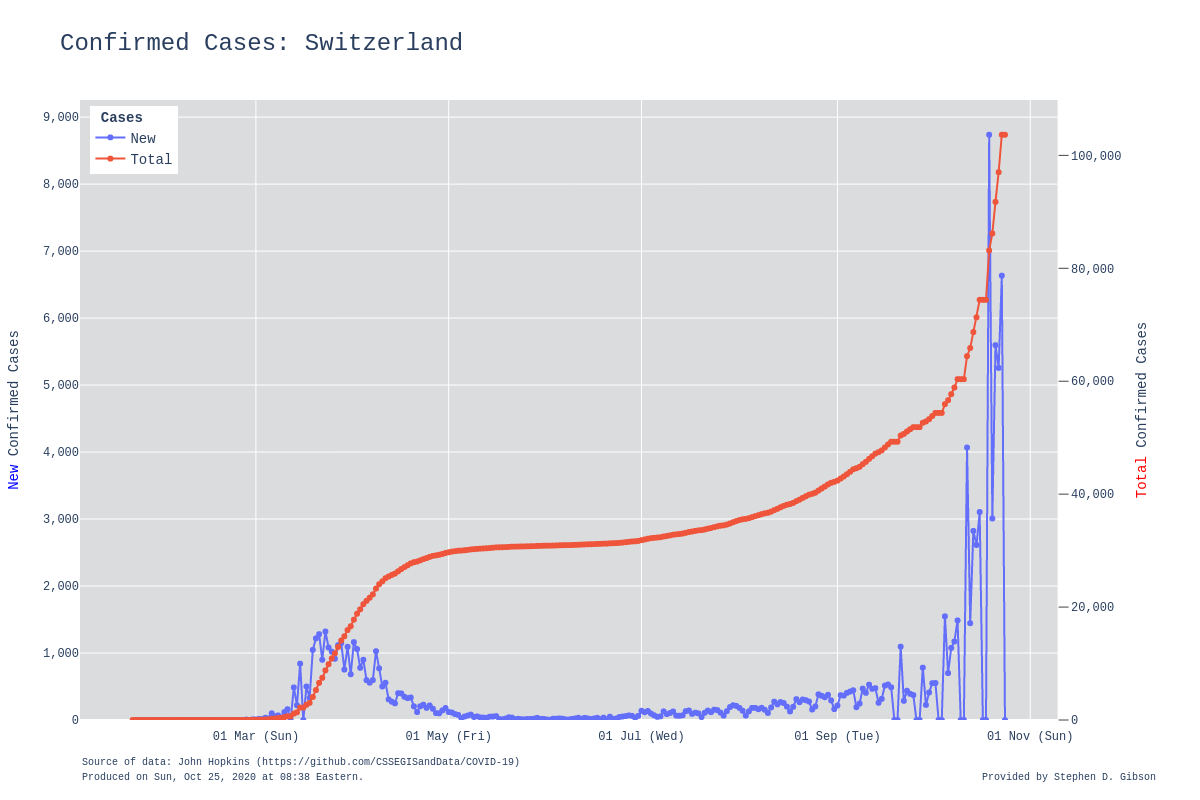 Confirmed Cases: Switzerland
Cases
New
Total
9,000
8,000
7,000
6,000
5,000
4,000
3,000
2,000
1,000
0
New Confirmed Cases
100,000
80,000
60,000
40,000
20,000
0
Total Confirmed Cases
01 Mar (Sun)
01 May (Fri)
01 Jul (Wed)
01 Sep (Tue)
01 Nov (Sun)
Source of data: John Hopkins (https://github.com/CSSEGISandData/COVID-19)
Produced on Sun, Oct 25, 2020 at 08:38 Eastern.
Provided by Stephen D. Gibson